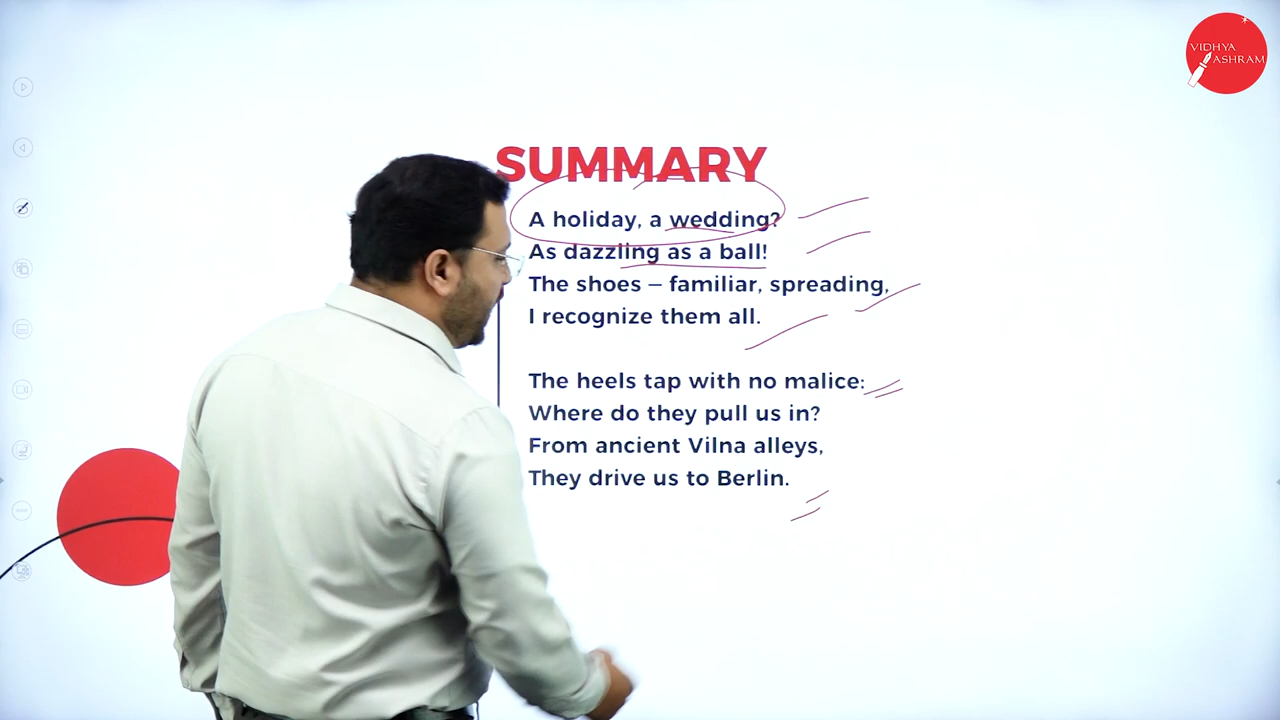 VIDHYA
ASHRAM
SUMMARY
A holiday, a wedding?
As dazzling as a ball!
The shoes – familiar, spreading,
I recognize them all.
The heels tap with no malice:
Where do they pull us in?
From ancient Vilna alleys,
They drive us to Berlin.